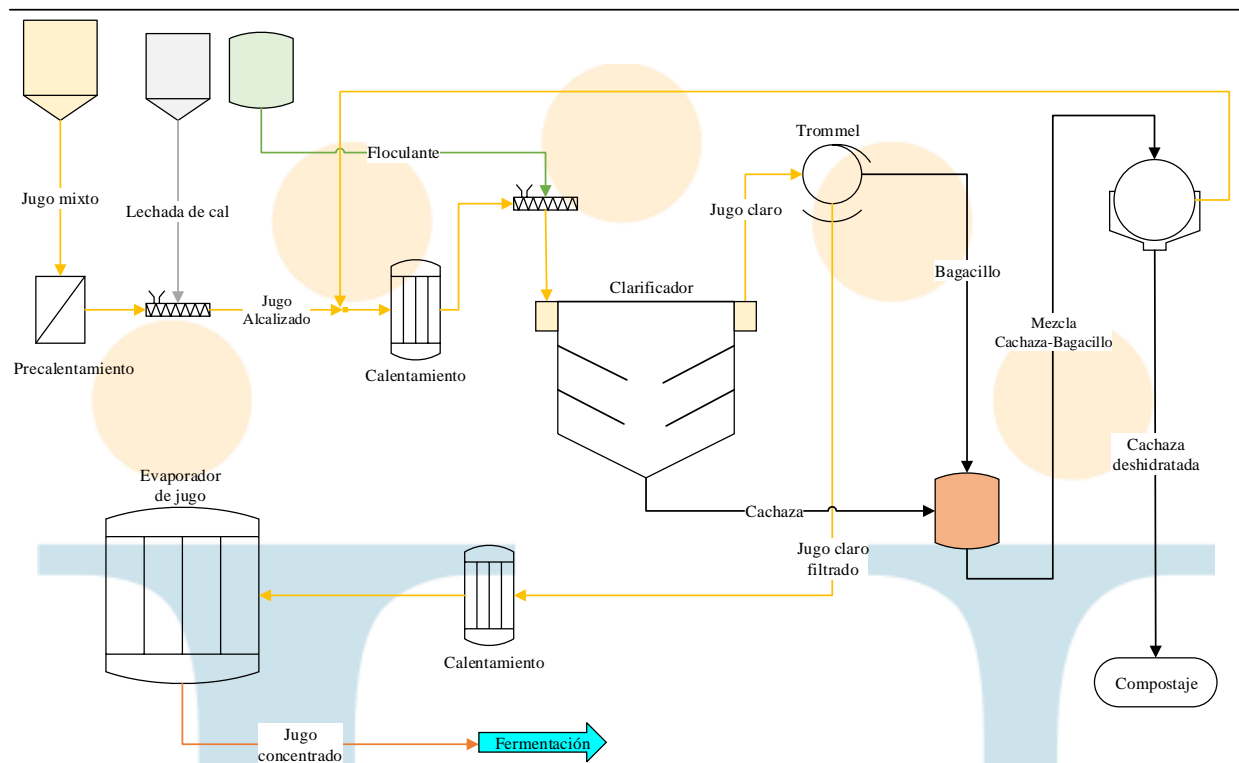 Trommel
Floculante
Jugo mixto
Jugo claro
Lechada de cal
Bagacillo
Clarificador
Jugo
Alcalizado
Mezcla
Cachaza-Bagacillo
Precalentamiento
Calentamiento
Cachaza
deshidratada
Evaporador
de jugo
Cachaza
Jugo claro
filtrado
Calentamiento
Compostaje
Jugo
concentrado
Fermentación